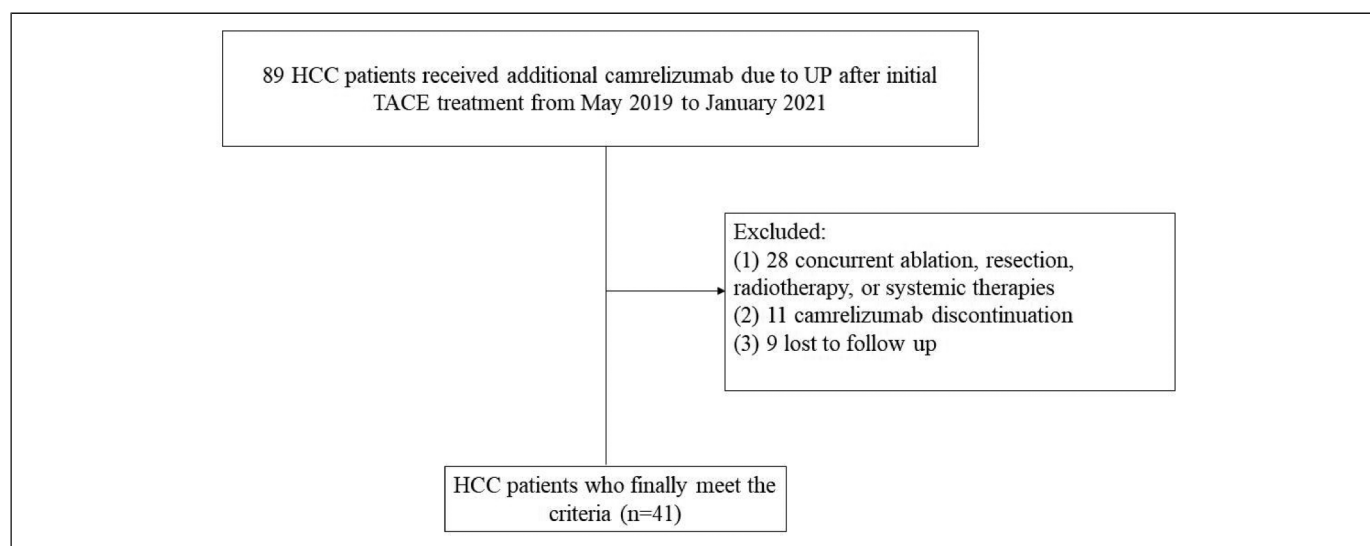 89 HCC patients received additional camrelizumab due to UP after initial
TACE treatment from May 2019 to January 2021
Excluded:
(1) 28 concurrent ablation, resection,
radiotherapy, or systemic therapies
(2) 11 camrelizumab discontinuation
(3) 9 lost to follow up
HCC patients who finally meet the
criteria (n=41)